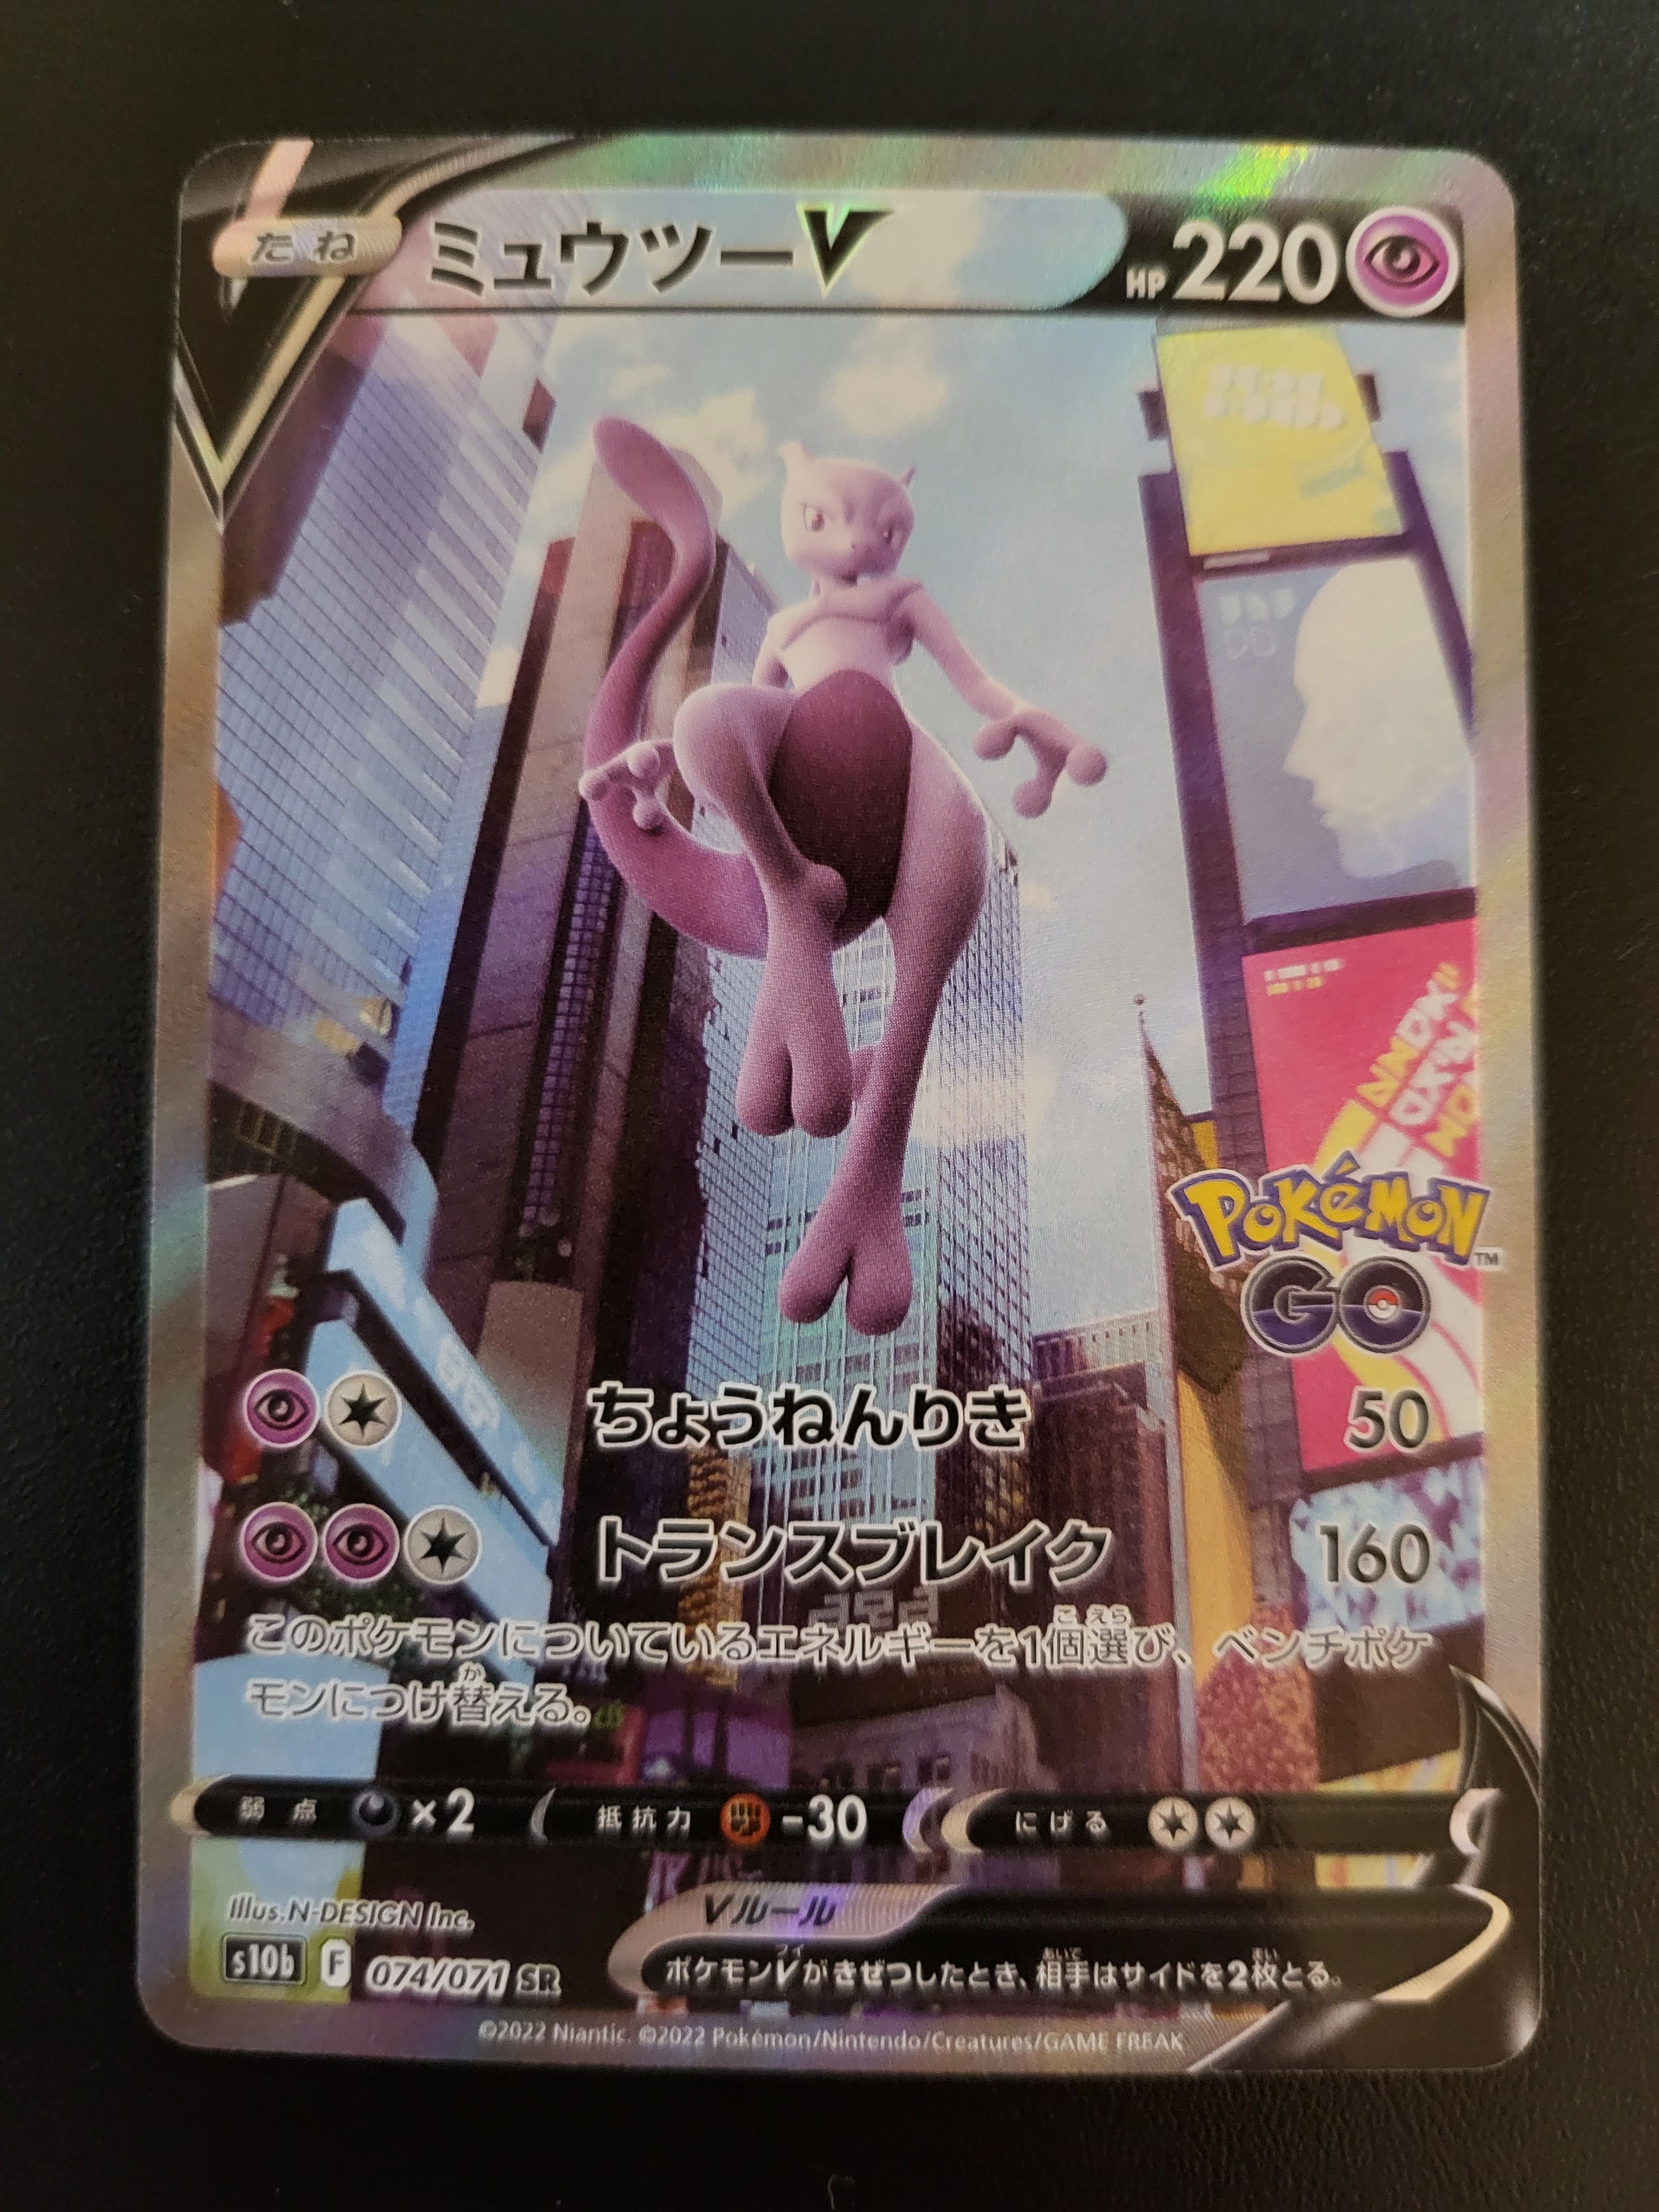 たね ミュウツーV HP 220
POKéMON™
GO
ちょうねんりき 50
トランスブレイク 160
このポケモンについているエネルギーを1個選び、ベンチポケ
モンにつけ替える。
弱点 ×2 抵抗力 -30 にげる
Illus. N-DESIGN Inc.
Vルール
s10b F 074/071 SR
ポケモンVがきぜつしたとき、相手はサイドを2枚とる。
©2022 Niantic. ©2022 Pokémon/Nintendo/Creatures/GAME FREAK